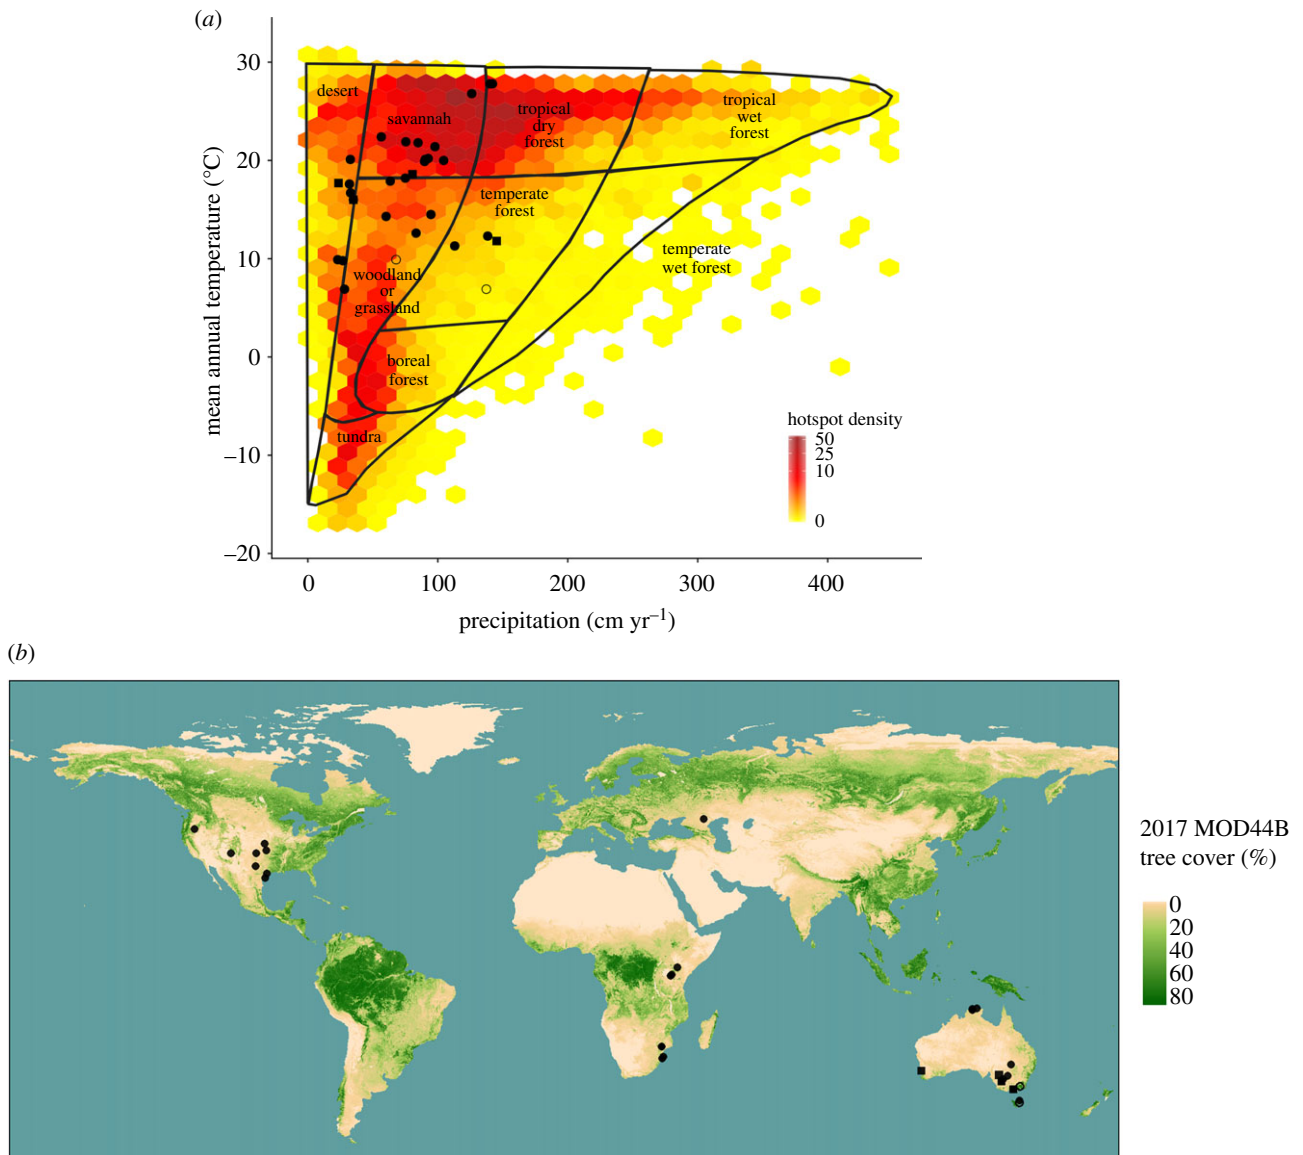 (a)
30
20
10
0
–10
–20
mean annual temperature (°C)
desert
savannah
tropical
dry
forest
tropical
wet
forest
temperate
forest
temperate
wet forest
woodland
or
grassland
boreal
forest
tundra
hotspot density
50
25
10
0
0
100
200
300
400
precipitation (cm yr–1)
(b)
2017 MOD44B
tree cover (%)
0
20
40
60
80